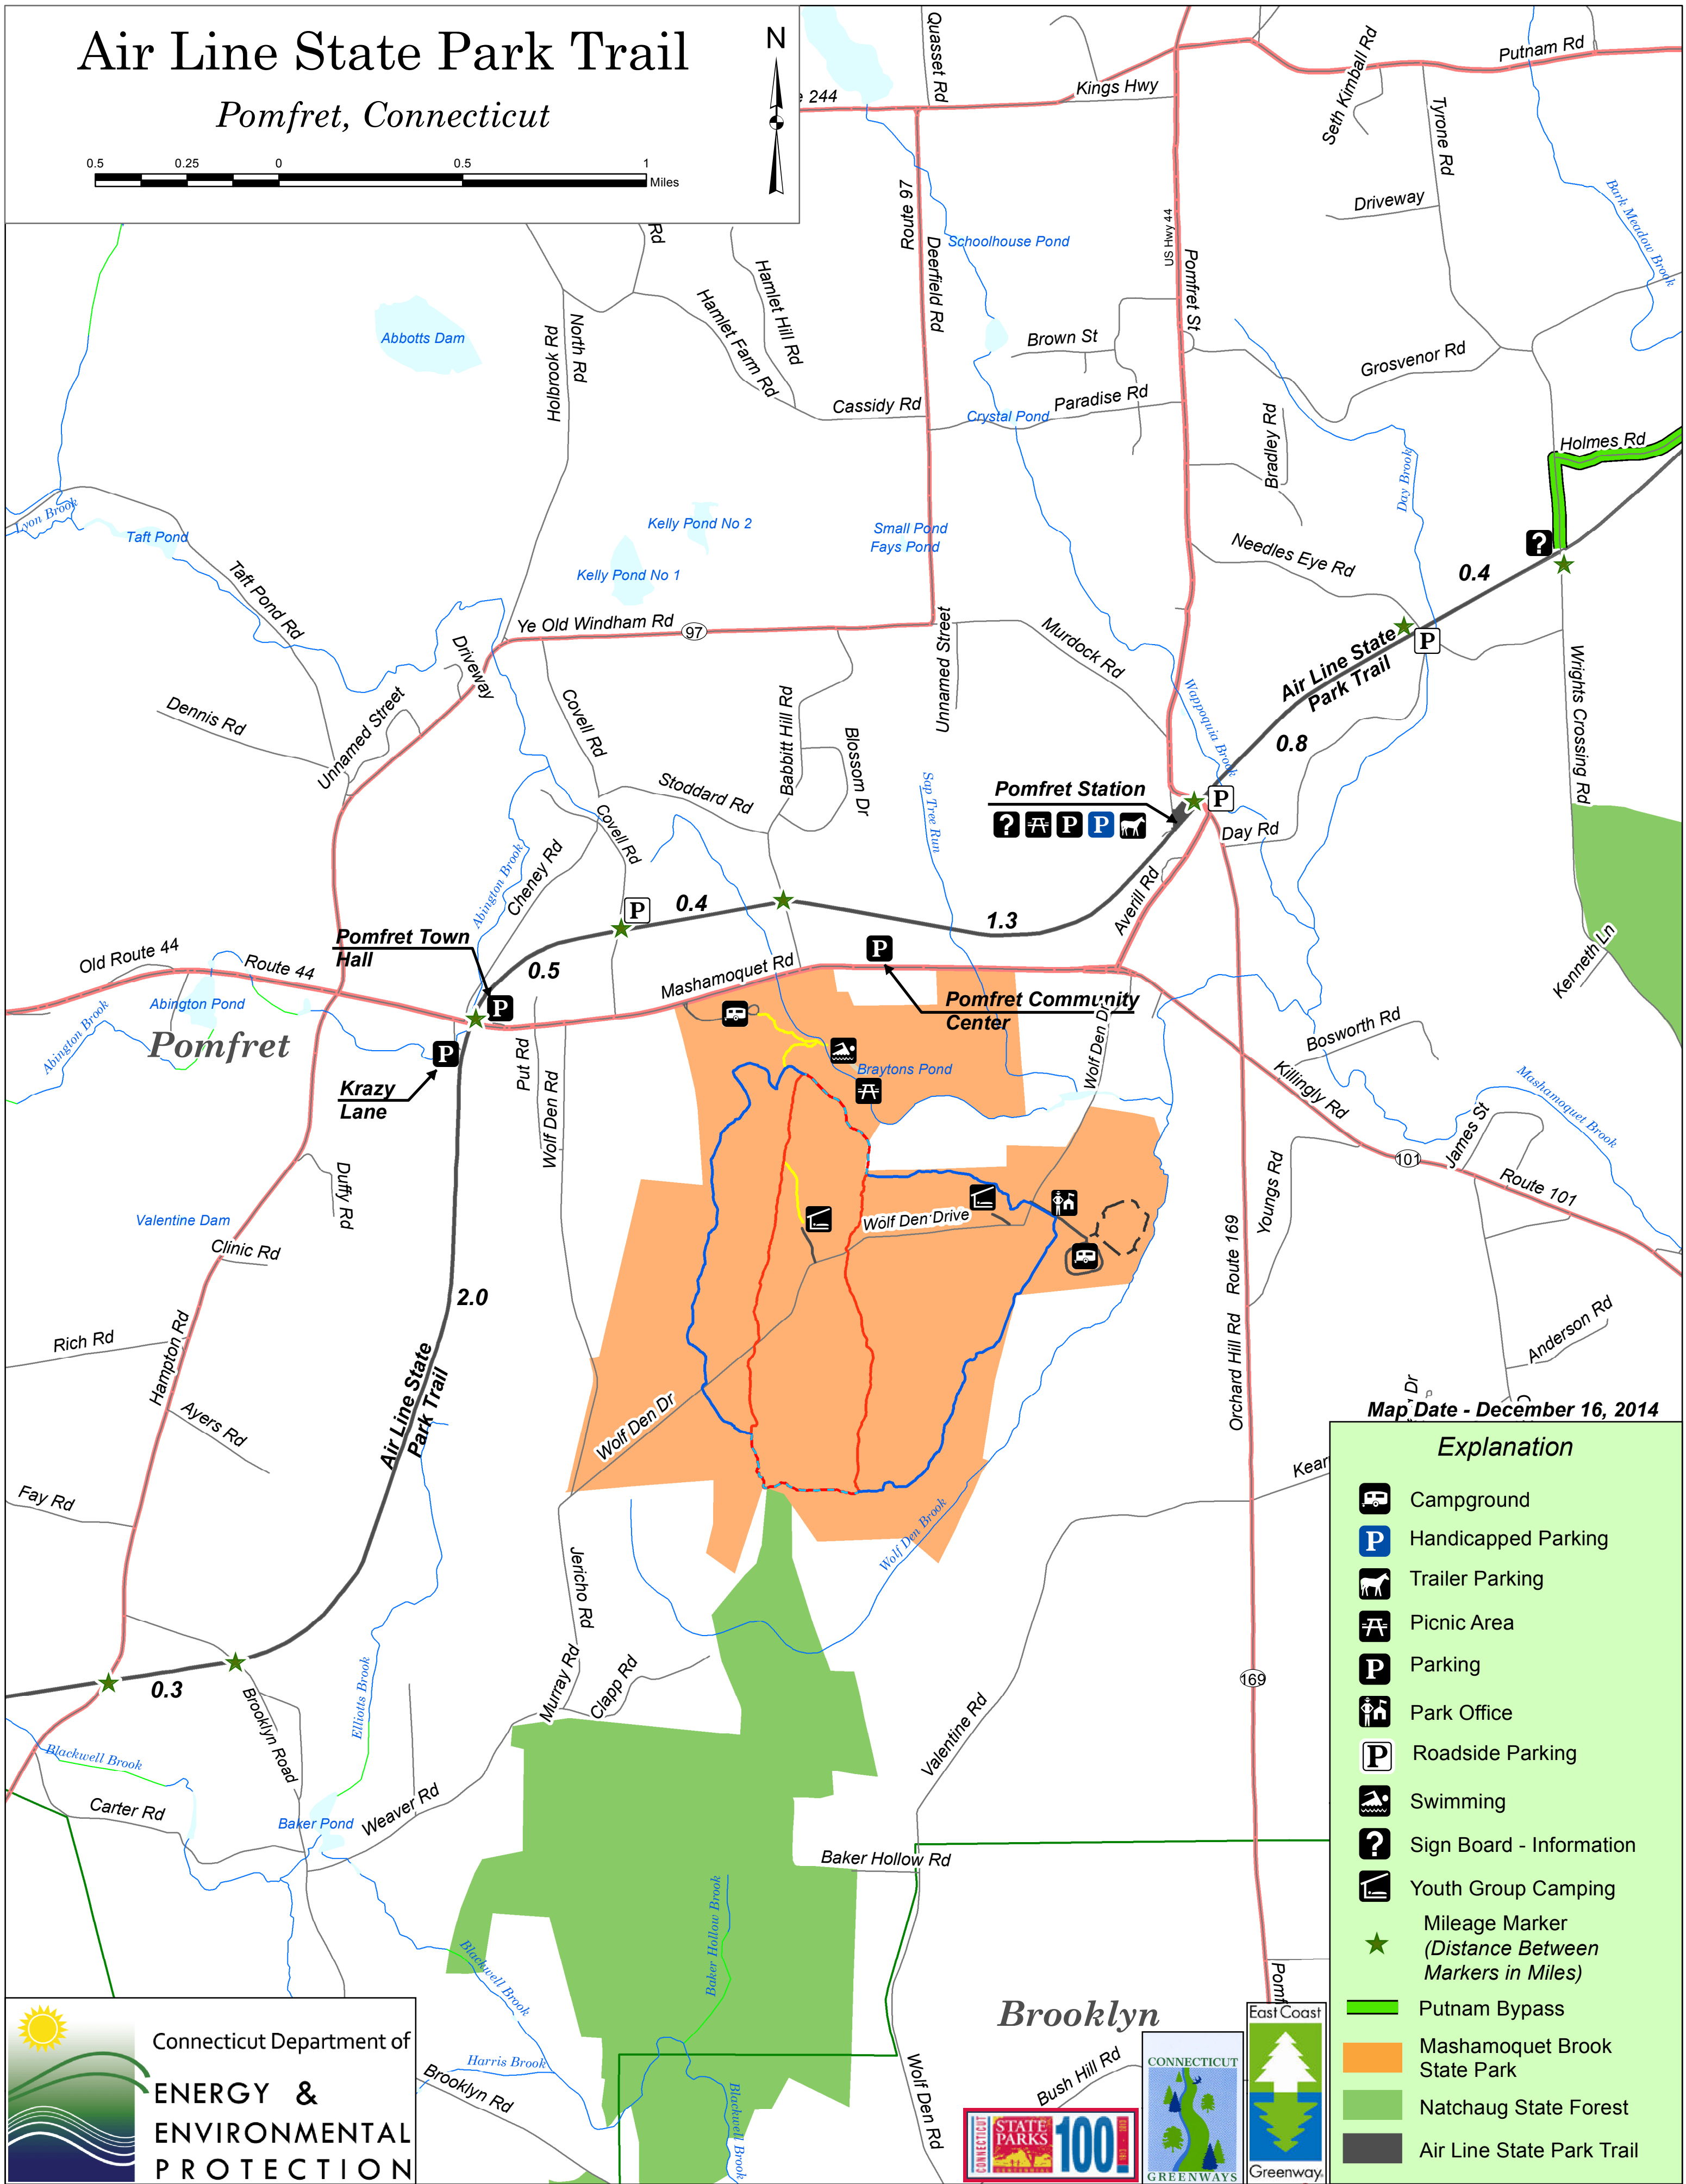 Air Line State Park Trail
Pomfret, Connecticut
N
0.5 0.25 0 0.5 1
Miles
244
Quasset Rd
Kings Hwy
Putnam Rd
Seth Kimball Rd
Tyrone Rd
Driveway
Bark Meadow Brook
Rd
Route 97
Deerfield Rd
Schoolhouse Pond
US Hwy 44
Pomfret St
Hamlet Hill Rd
Hamlet Farm Rd
Abbotts Dam
Holbrook Rd
North Rd
Brown St
Grosvenor Rd
Cassidy Rd
Crystal Pond
Paradise Rd
Bradley Rd
Day Brook
Holmes Rd
Lyon Brook
Taft Pond
Kelly Pond No 2
Small Pond
Fays Pond
Kelly Pond No 1
Needles Eye Rd
?
0.4
Taft Pond Rd
Ye Old Windham Rd
97
Unnamed Street
Murdock Rd
P
Air Line State
Park Trail
Driveway
Dennis Rd
Unnamed Street
Covell Rd
Babbitt Hill Rd
Blossom Dr
Wappoquia Brook
Wrights Crossing Rd
0.8
Stoddard Rd
Sap Tree Run
Pomfret Station
? P P
P
Day Rd
Covell Rd
Cheney Rd
Abington Brook
Averill Rd
P
0.4
1.3
Pomfret Town
Hall
0.5
P
Old Route 44
Route 44
Mashamoquet Rd
Kenneth Ln
Abington Pond
Abington Brook
Pomfret
P
Pomfret Community
Center
P
Krazy
Lane
Put Rd
Wolf Den Rd
Wolf Den Dr
Braytons Pond
Bosworth Rd
Killingly Rd
Mashamoquet Brook
James St
101
Route 101
Duffy Rd
Valentine Dam
Clinic Rd
Wolf Den Drive
Youngs Rd
Route 169
Orchard Hill Rd
2.0
Rich Rd
Hampton Rd
Anderson Rd
Air Line State
Park Trail
Ayers Rd
Wolf Den Dr
Dr
Map Date - December 16, 2014
Fay Rd
Wolf Den Brook
Kear
Jericho Rd
Murray Rd
Clapp Rd
169
0.3
Brooklyn Road
Elliotts Brook
Valentine Rd
Blackwell Brook
Carter Rd
Baker Pond
Weaver Rd
Baker Hollow Rd
Baker Hollow Brook
Blackwell Brook
Brooklyn
Pomf
Harris Brook
Brooklyn Rd
Blackwell Brook
Wolf Den Rd
Bush Hill Rd
Explanation
Campground
P Handicapped Parking
Trailer Parking
Picnic Area
P Parking
Park Office
P Roadside Parking
Swimming
? Sign Board - Information
Youth Group Camping
Mileage Marker
(Distance Between
Markers in Miles)
Putnam Bypass
Mashamoquet Brook
State Park
Natchaug State Forest
Air Line State Park Trail
Connecticut Department of
ENERGY &
ENVIRONMENTAL
PROTECTION
CONNECTICUT
STATE
PARKS
100
CONNECTICUT
GREENWAYS
East Coast
Greenway